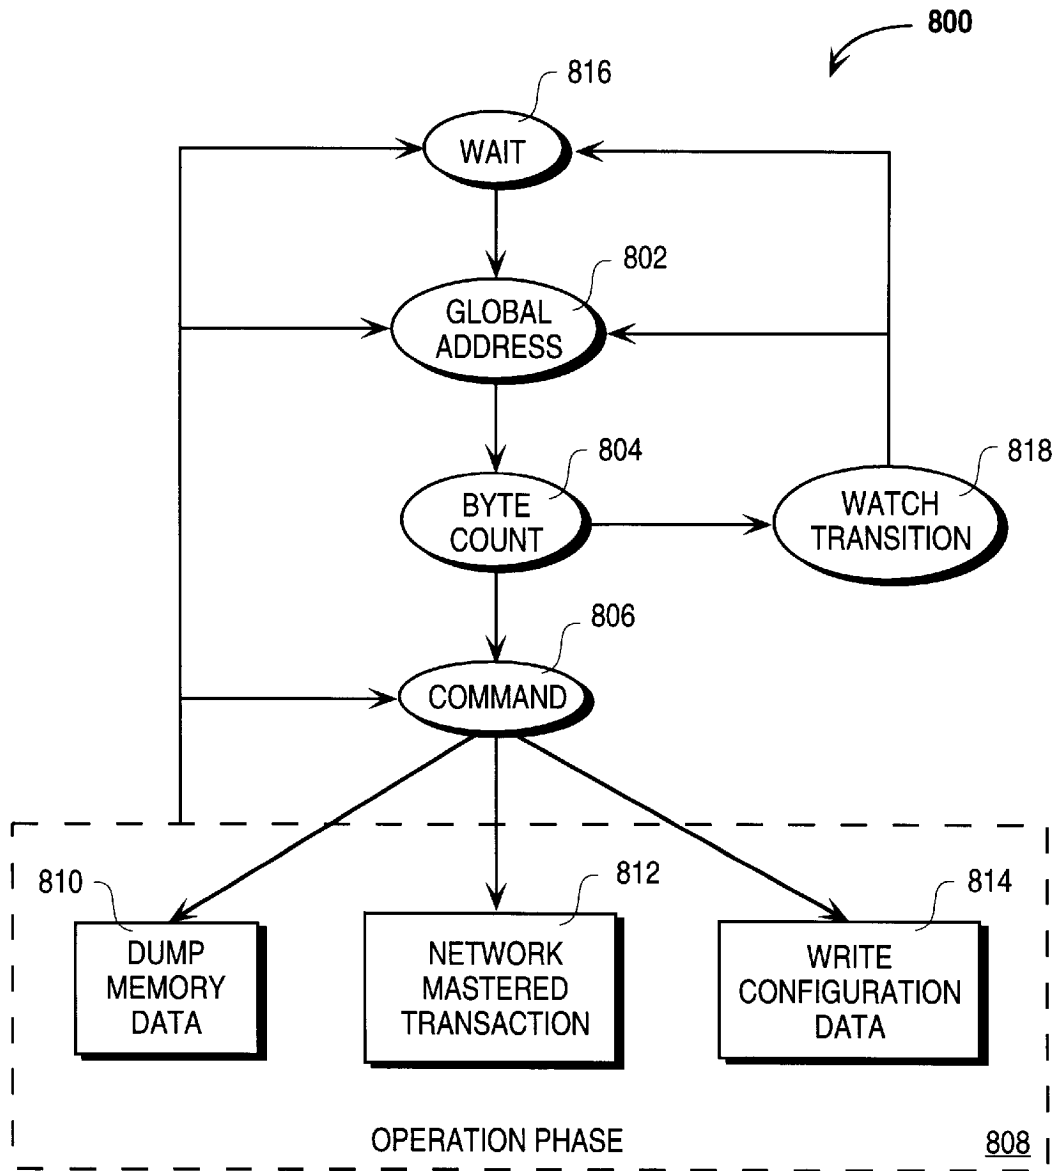 800
816
WAIT
802
GLOBAL
ADDRESS
804
BYTE
COUNT
818
WATCH
TRANSITION
806
COMMAND
810
DUMP
MEMORY
DATA
812
NETWORK
MASTERED
TRANSACTION
814
WRITE
CONFIGURATION
DATA
OPERATION PHASE
808